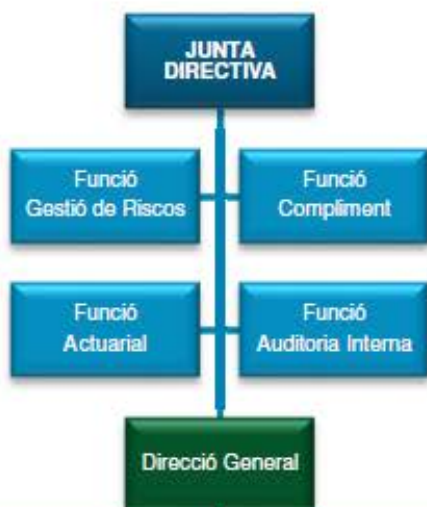 JUNTA
DIRECTIVA
Funció
Gestió de Riscos
Funció
Compliment
Funció
Actuarial
Funció
Auditoria Interna
Direcció General